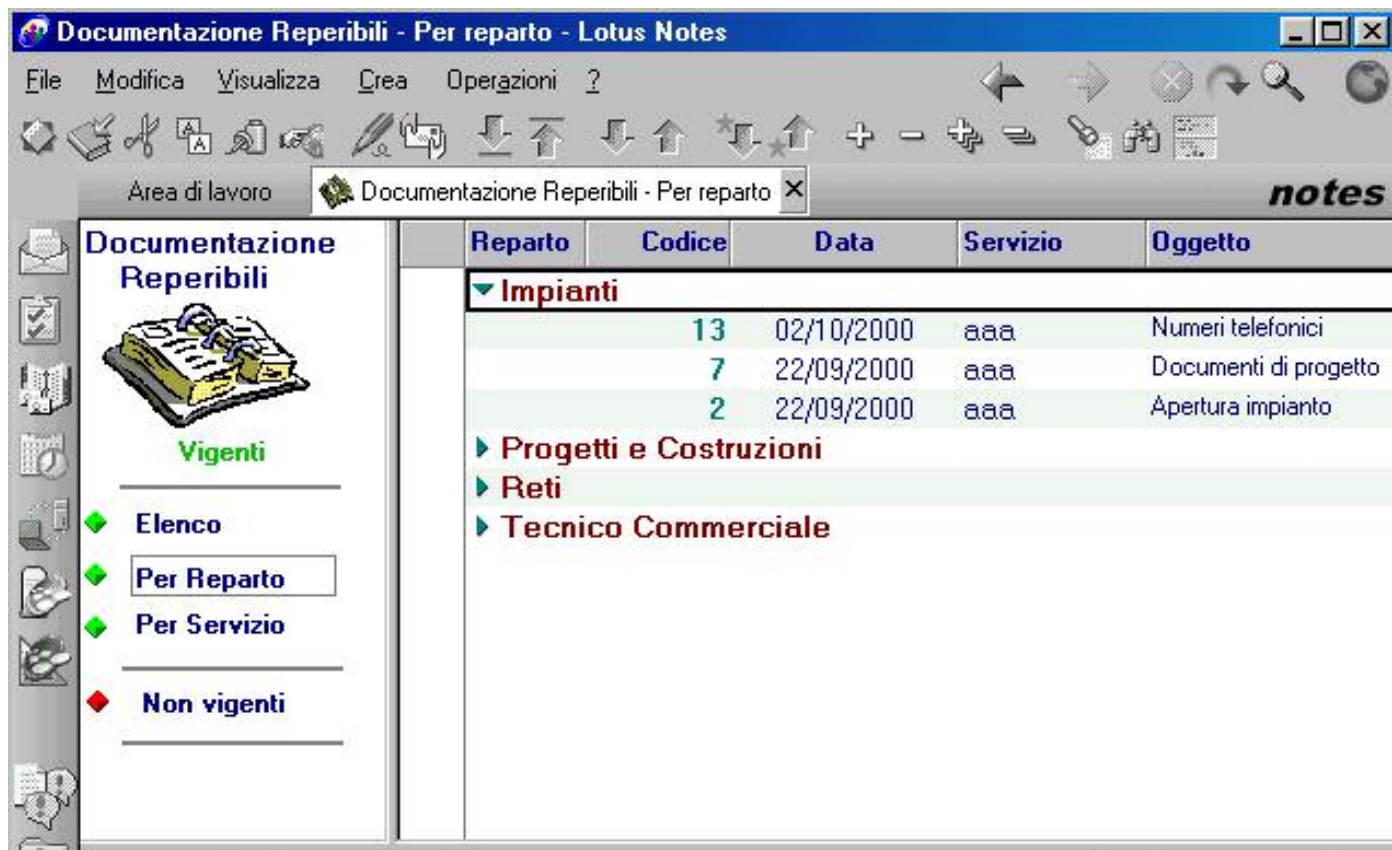 Documentazione Reperibili - Per reparto - Lotus Notes
File Modifica Visualizza Crea Operazioni ?
Area di lavoro Documentazione Reperibili - Per reparto notes
Documentazione
Reperibili
Vigenti
Elenco
Per Reparto
Per Servizio
Non vigenti
Reparto Codice Data Servizio Oggetto
Impianti
13 02/10/2000 aaa Numeri telefonici
7 22/09/2000 aaa Documenti di progetto
2 22/09/2000 aaa Apertura impianto
Progetti e Costruzioni
Reti
Tecnico Commerciale